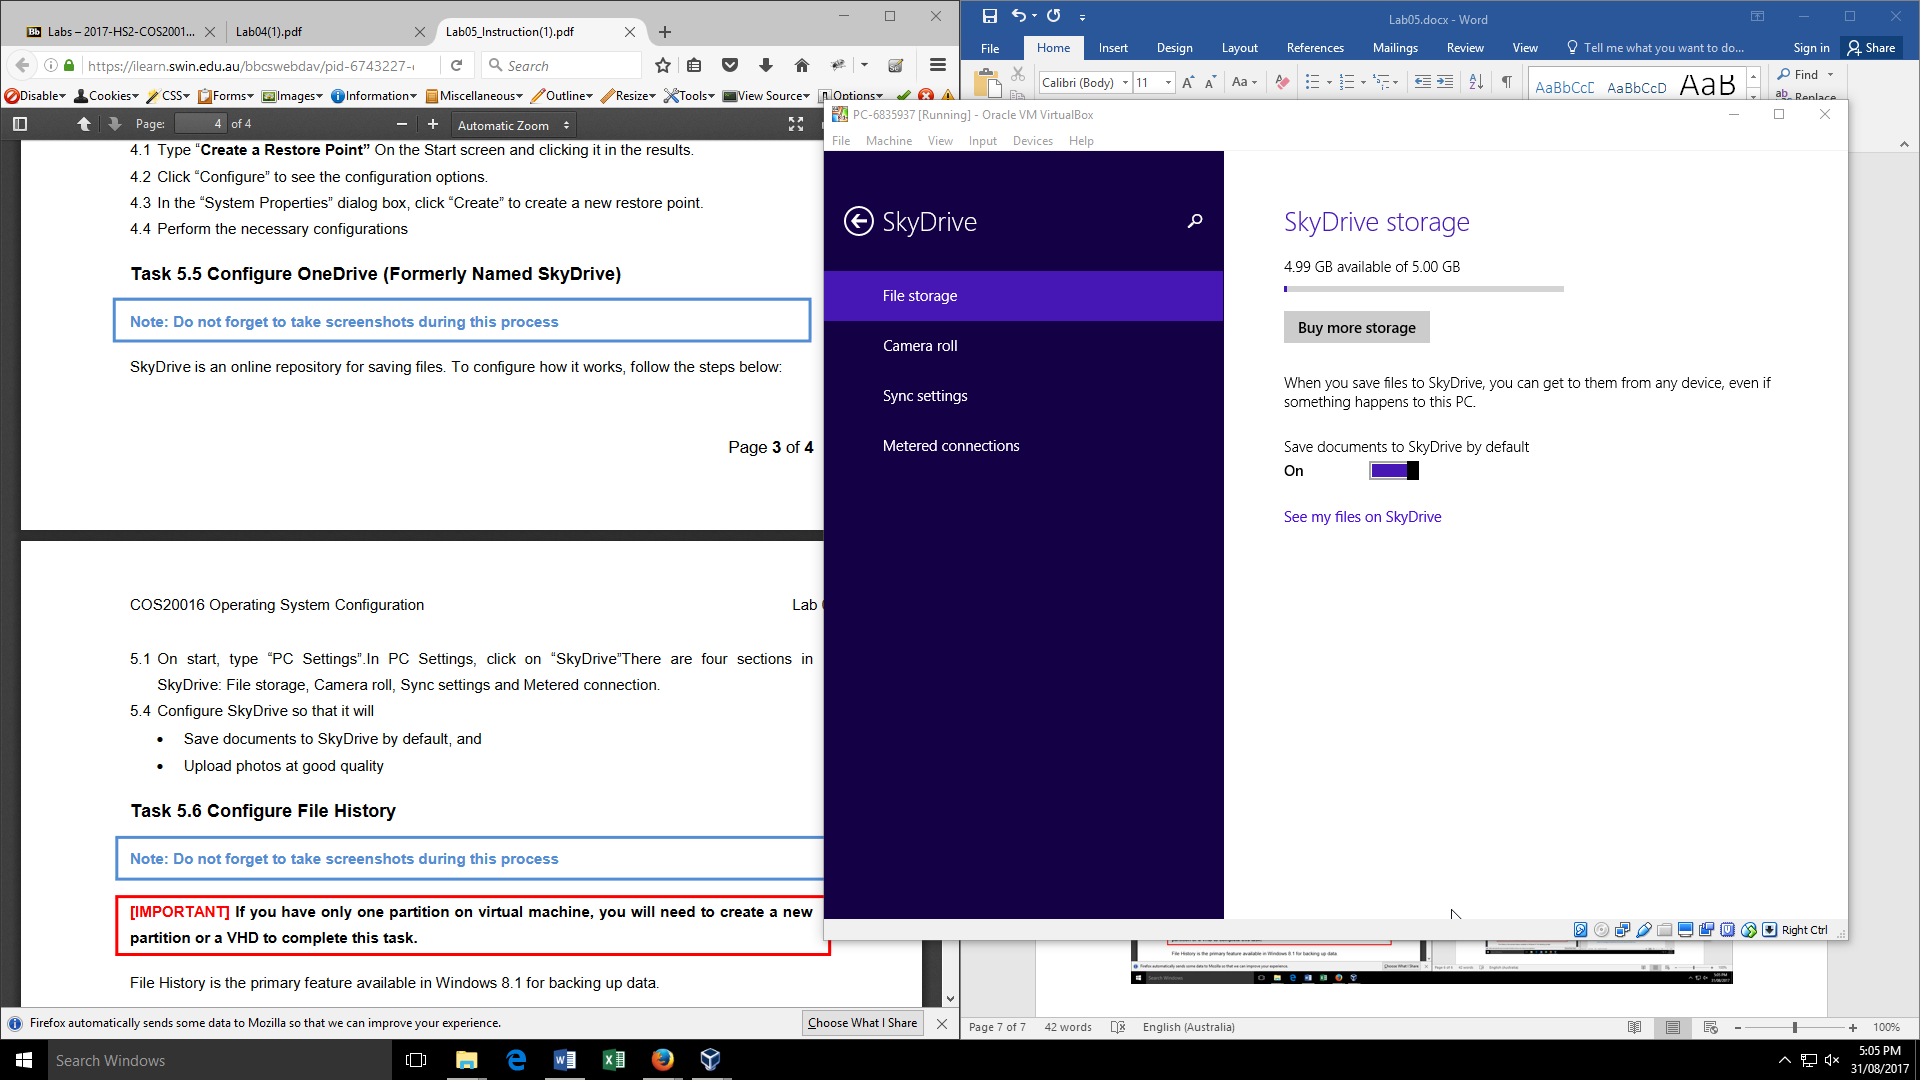 Labs – 2017-HS2-COS2001...
Lab04(1).pdf
Lab05_Instruction(1).pdf
https://ilearn.swin.edu.au/bbcswebdav/pid-6743227-
Search
Disable
Cookies
CSS
Forms
Images
Information
Miscellaneous
Outline
Resize
Tools
View Source
Options
Page:
4
of 4
Automatic Zoom
4.1 Type “Create a Restore Point” On the Start screen and clicking it in the results.
4.2 Click “Configure” to see the configuration options.
4.3 In the “System Properties” dialog box, click “Create” to create a new restore point.
4.4 Perform the necessary configurations
Task 5.5 Configure OneDrive (Formerly Named SkyDrive)
Note: Do not forget to take screenshots during this process
SkyDrive is an online repository for saving files. To configure how it works, follow the steps below:
Page 3 of 4
COS20016 Operating System Configuration
Lab
5.1 On start, type “PC Settings”.In PC Settings, click on “SkyDrive”There are four sections in
SkyDrive: File storage, Camera roll, Sync settings and Metered connection.
5.4 Configure SkyDrive so that it will
• Save documents to SkyDrive by default, and
• Upload photos at good quality
Task 5.6 Configure File History
Note: Do not forget to take screenshots during this process
[IMPORTANT] If you have only one partition on virtual machine, you will need to create a new
partition or a VHD to complete this task.
File History is the primary feature available in Windows 8.1 for backing up data.
Firefox automatically sends some data to Mozilla so that we can improve your experience.
Choose What I Share
Lab05.docx - Word
File
Home
Insert
Design
Layout
References
Mailings
Review
View
Tell me what you want to do...
Sign in
Share
Calibri (Body)
11
Aa
AaBbCcDc
AaBbCcD
AaB
Find
Replace
PC-6835937 [Running] - Oracle VM VirtualBox
File
Machine
View
Input
Devices
Help
SkyDrive
File storage
Camera roll
Sync settings
Metered connections
SkyDrive storage
4.99 GB available of 5.00 GB
Buy more storage
When you save files to SkyDrive, you can get to them from any device, even if
something happens to this PC.
Save documents to SkyDrive by default
On
See my files on SkyDrive
Right Ctrl
File History is the primary feature available in Windows 8.1 for backing up data.
Page 7 of 7
42 words
English (Australia)
100%
Search Windows
5:05 PM
31/08/2017